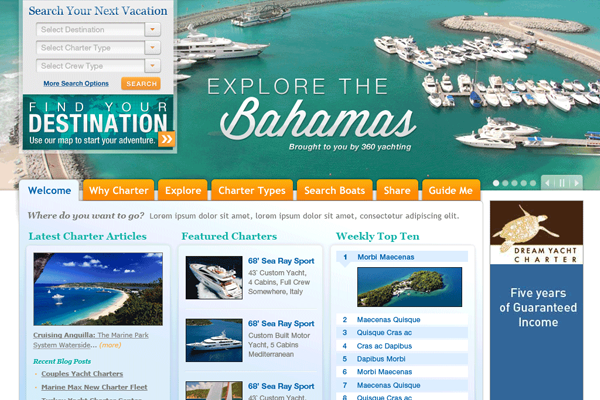 Search Your Next Vacation
Select Destination
Select Charter Type
Select Crew Type
More Search Options
SEARCH
FIND YOUR
DESTINATION
Use our map to start your adventure.
EXPLORE THE
Bahamas
Brought to you by 360 yachting
Welcome
Why Charter
Explore
Charter Types
Search Boats
Share
Guide Me
Where do you want to go? Lorem ipsum dolor sit amet, lorem ipsum dolor sit amet, consectetur adipiscing elit.
Latest Charter Articles
Cruising Anguilla: The Marine Park
System Waterside... (more)
Recent Blog Posts
Couples Yacht Charters
Marine Max New Charter Fleet
Turkey Yacht Charter Center
Featured Charters
68' Sea Ray Sport
43' Custom Yacht,
4 Cabins, Full Crew
Somewhere, Italy
68' Sea Ray Sport
Custom Built Motor
Yacht, 5 Cabins
Mediterranean
68' Sea Ray Sport
43' Custom Yacht,
Weekly Top Ten
1 Morbi Maecenas
2 Maecenas Quisque
3 Quisque Cras ac
4 Cras ac Dapibus
5 Dapibus Morbi
6 Morbi Maecenas
7 Maecenas Quisque
8 Quisque Cras ac
DREAM YACHT
CHARTER
Five years
of Guaranteed
Income